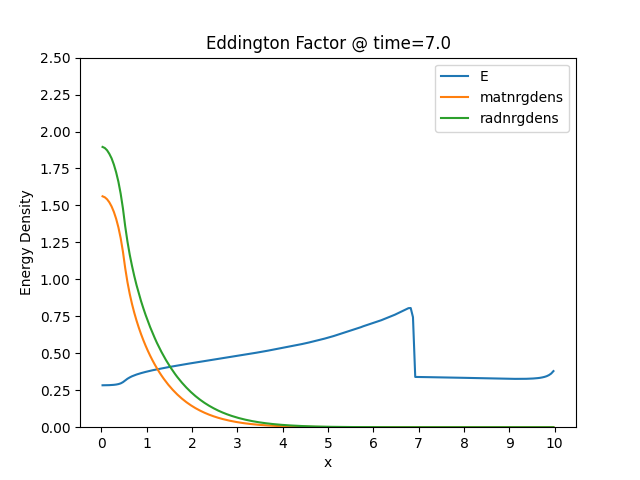 Eddington Factor @ time=7.0
2.50
2.25
2.00
1.75
1.50
1.25
1.00
0.75
0.50
0.25
0.00
Energy Density
E
matnrgdens
radnrgdens
0 1 2 3 4 5 6 7 8 9 10
x